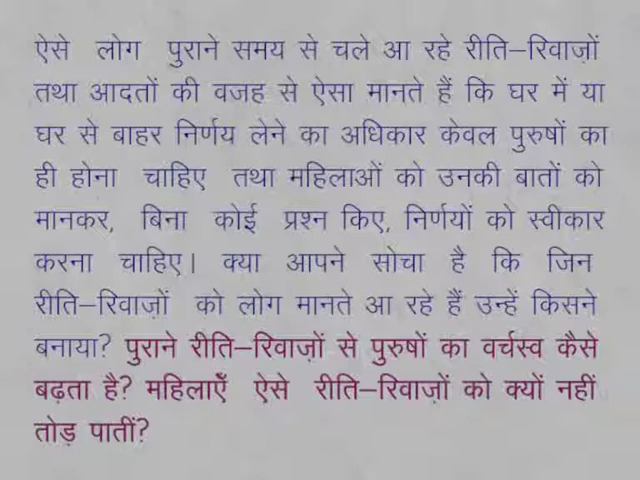 ऐसे लोग पुराने समय से चले आ रहे रीति–रिवाज़ों
तथा आदतों की वजह से ऐसा मानते हैं कि घर में या
घर से बाहर निर्णय लेने का अधिकार केवल पुरुषों का
ही होना चाहिए तथा महिलाओं को उनकी बातों को
मानकर, बिना कोई प्रश्न किए, निर्णयों को स्वीकार
करना चाहिए। क्या आपने सोचा है कि जिन
रीति–रिवाज़ों को लोग मानते आ रहे हैं उन्हें किसने
बनाया? पुराने रीति–रिवाज़ों से पुरुषों का वर्चस्व कैसे
बढ़ता है? महिलाएँ ऐसे रीति–रिवाज़ों को क्यों नहीं
तोड़ पातीं?